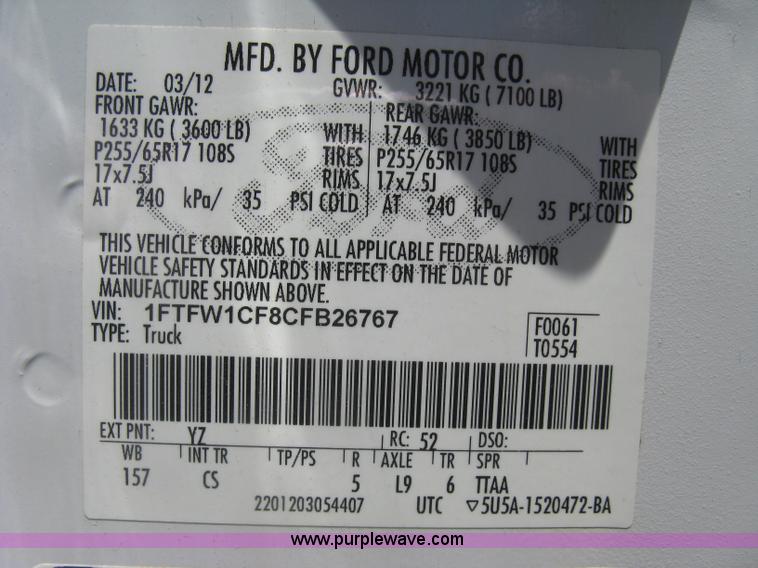 MFD. BY FORD MOTOR CO.
DATE: 03/12 GVWR: 3221 KG ( 7100 LB)
FRONT GAWR: REAR GAWR:
1633 KG ( 3600 LB) WITH 1746 KG ( 3850 LB) WITH
P255/65R17 108S TIRES P255/65R17 108S TIRES
17x7.5J RIMS 17x7.5J RIMS
AT 240 kPa/ 35 PSI COLD AT 240 kPa/ 35 PSI COLD
Ford
THIS VEHICLE CONFORMS TO ALL APPLICABLE FEDERAL MOTOR
VEHICLE SAFETY STANDARDS IN EFFECT ON THE DATE OF
MANUFACTURE SHOWN ABOVE.
VIN: 1FTFW1CF8CFB26767 F0061
TYPE: Truck T0554
EXT PNT: YZ RC: 52 DSO:
WB INT TR TP/PS R AXLE TR SPR
157 CS 5 L9 6 TTAA
2201203054407 UTC ▽5U5A-1520472-BA
www.purplewave.com